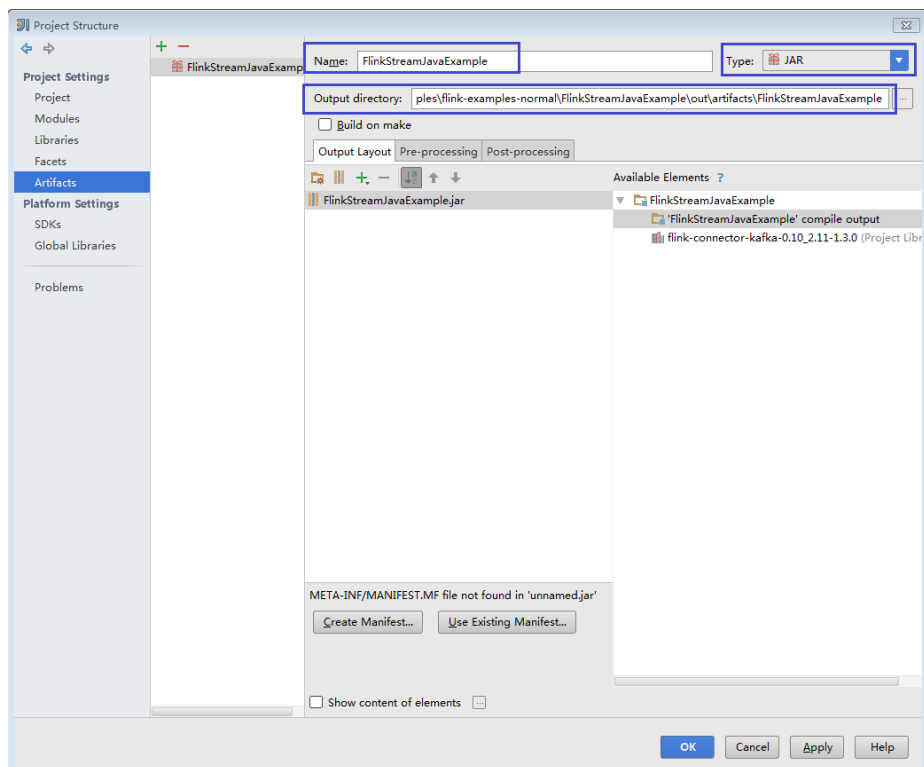 Project Structure
Project Settings
Project
Modules
Libraries
Facets
Artifacts
Platform Settings
SDKs
Global Libraries
Problems
FlinkStreamJavaExamp
Name: FlinkStreamJavaExample
Type: JAR
Output directory: ples\flink-examples-normal\FlinkStreamJavaExample\out\artifacts\FlinkStreamJavaExample ...
Build on make
Output Layout Pre-processing Post-processing
Available Elements ?
FlinkStreamJavaExample.jar
FlinkStreamJavaExample
'FlinkStreamJavaExample' compile output
flink-connector-kafka-0.10_2.11-1.3.0 (Project Libr
META-INF/MANIFEST.MF file not found in 'unnamed.jar'
Create Manifest... Use Existing Manifest...
Show content of elements ...
OK Cancel Apply Help